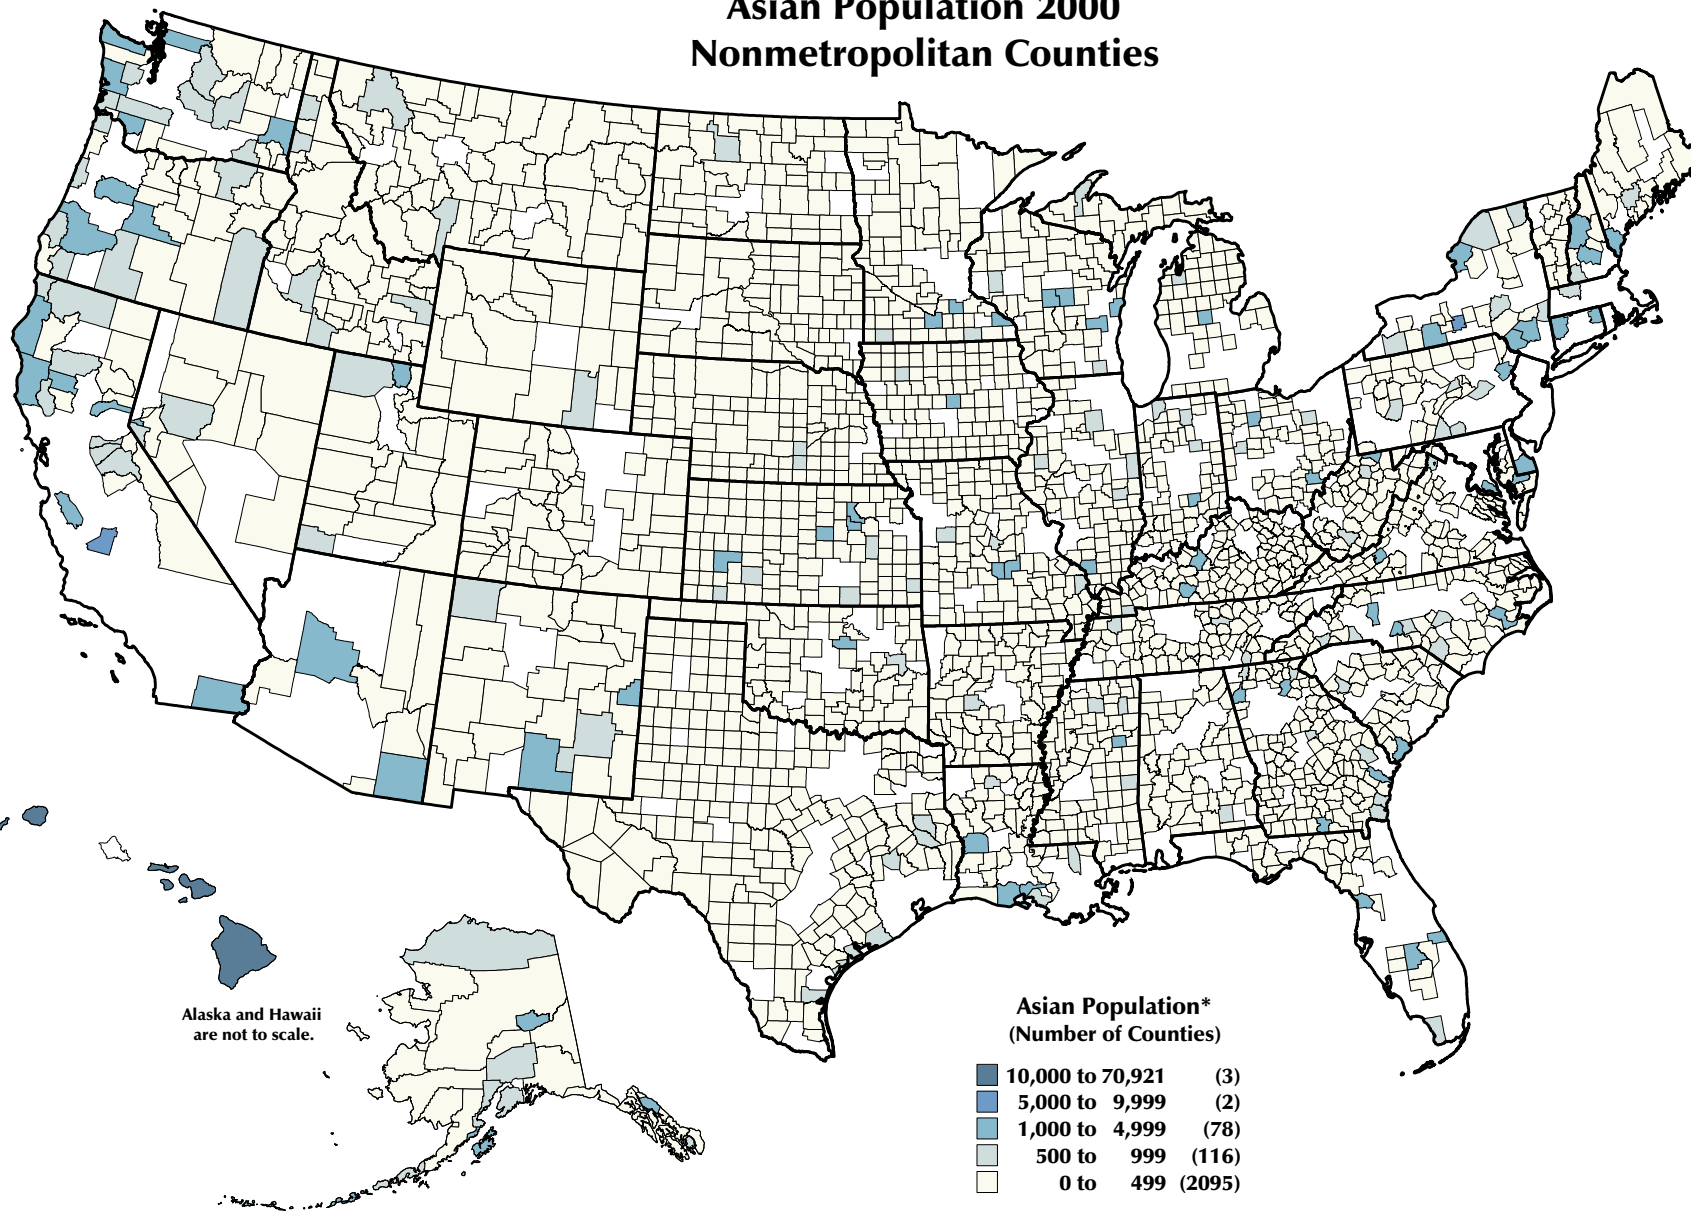 Asian Population 2000
Nonmetropolitan Counties
Alaska and Hawaii
are not to scale.
Asian Population*
(Number of Counties)
10,000 to 70,921 (3)
5,000 to 9,999 (2)
1,000 to 4,999 (78)
500 to 999 (116)
0 to 499 (2095)